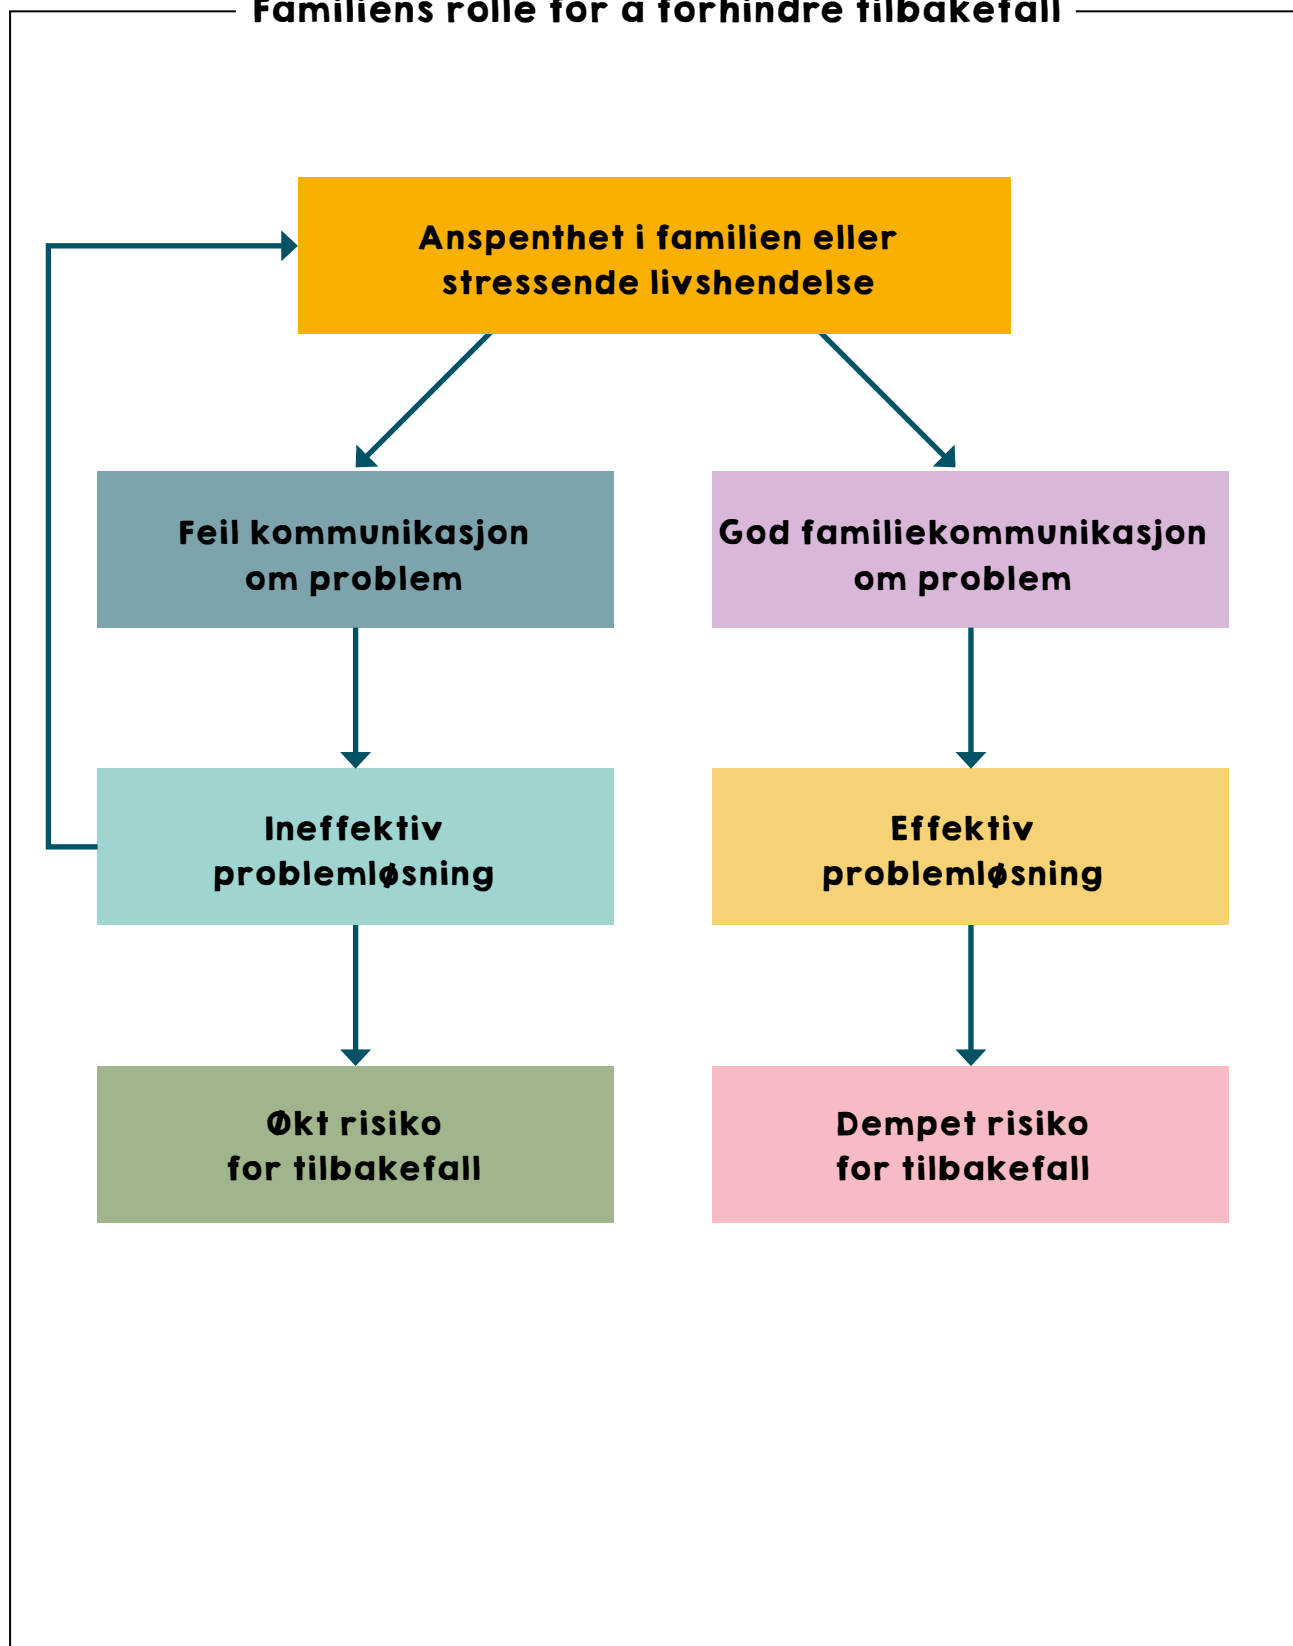 Familiens rolle for å forhindre tilbakefall
Anspenthet i familien eller
stressende livshendelse
Feil kommunikasjon
om problem
God familiekommunikasjon
om problem
Ineffektiv
problemløsning
Effektiv
problemløsning
Økt risiko
for tilbakefall
Dempet risiko
for tilbakefall